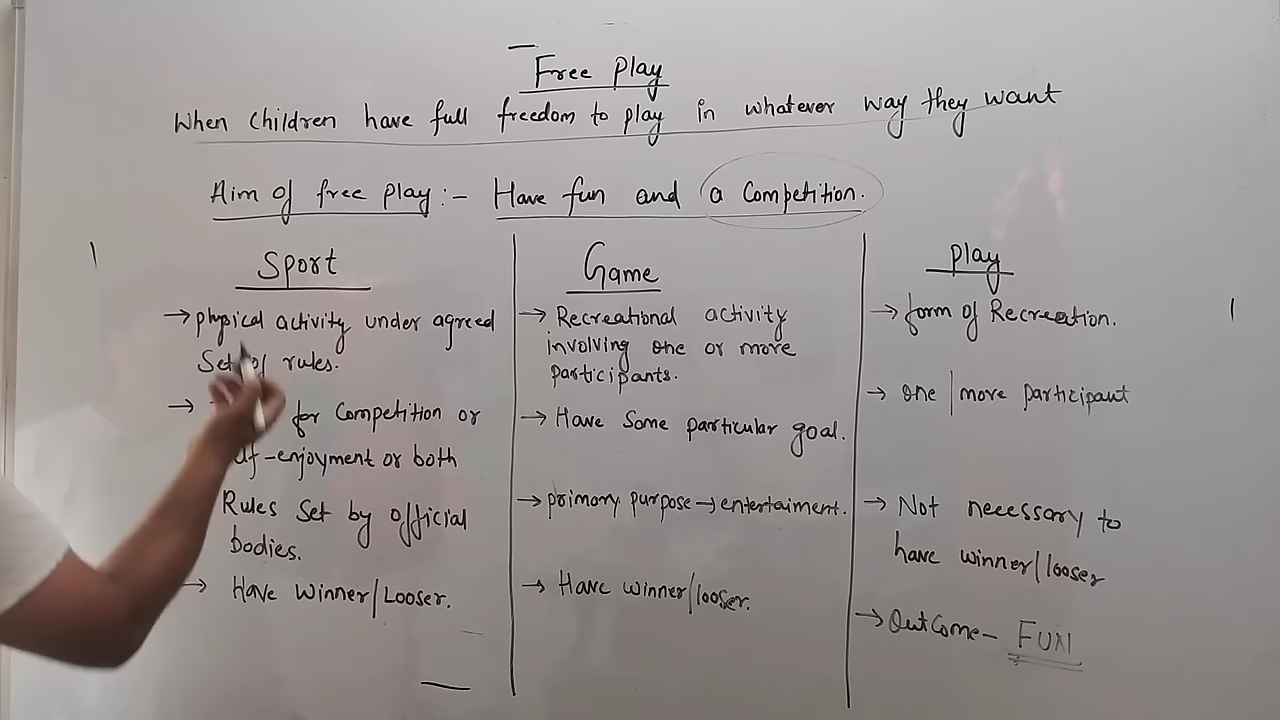 Free Play
When children have full freedom to play in whatever way they want
Aim of free play:- Have fun and a Competition.
Sport
→ physical activity under agreed
Set of rules.
→ for Competition or
-enjoyment or both
Rules Set by official
bodies.
→ Have Winner/Looser.
Game
→ Recreational activity
involving one or more
participants.
→ Have Some particular goal.
→ primary purpose → entertaiment.
→ Have winner/looser.
play
→ form of Recreation.
→ one/more participant
→ Not necessary to
have winner/looser
→ OutCome- FUN